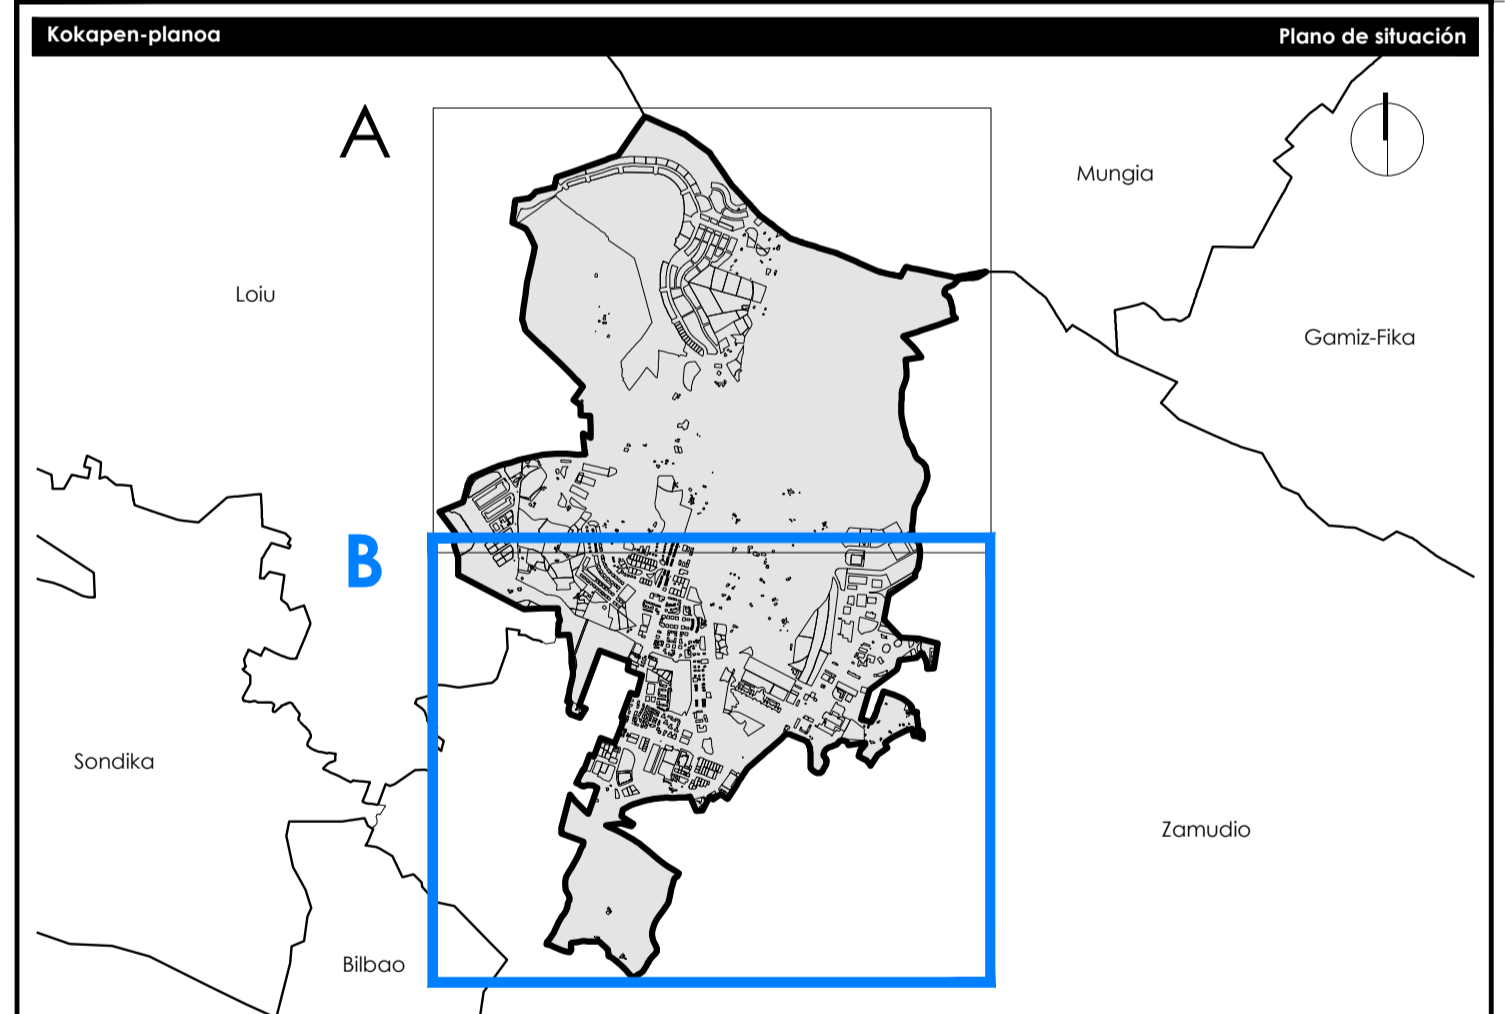 Kokapen-planoa
Plano de situación
A
Mungia
Loiu
Gamiz-Fika
B
Sondika
Zamudio
Bilbao